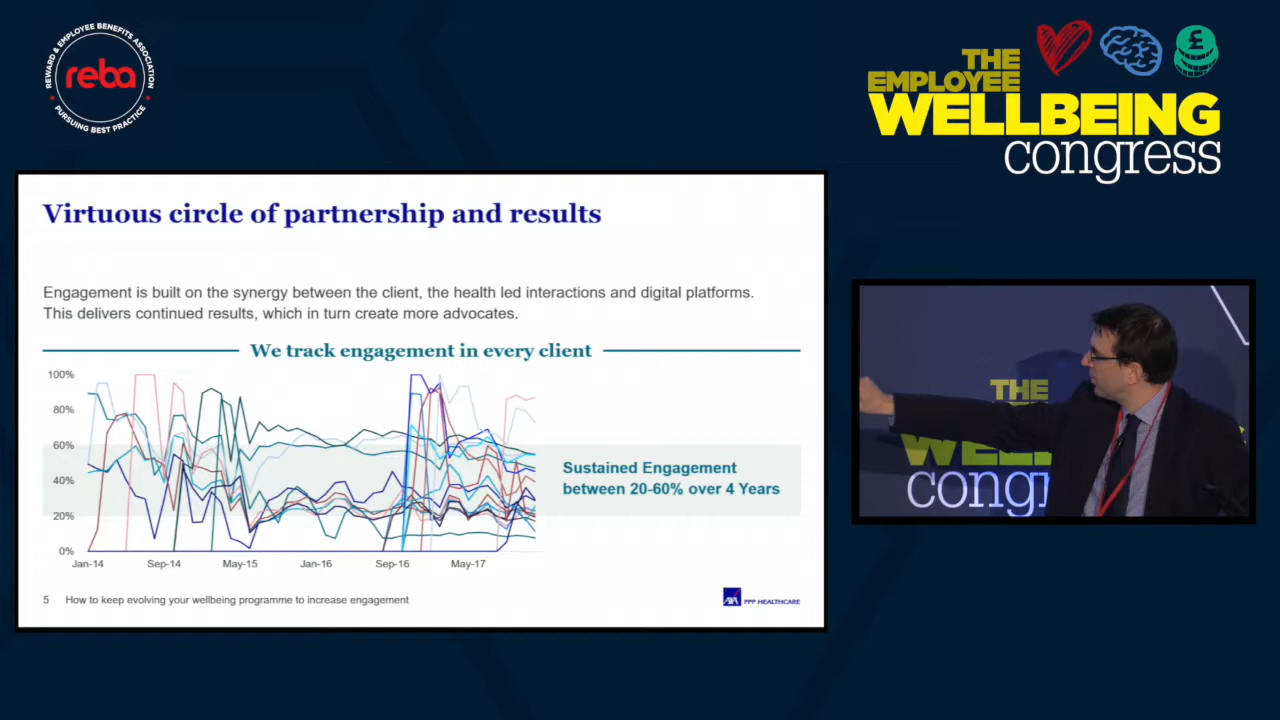 REWARD & EMPLOYEE BENEFITS ASSOCIATION
reba
PURSUING BEST PRACTICE
THE
EMPLOYEE
WELLBEING
congress
£
Virtuous circle of partnership and results
Engagement is built on the synergy between the client, the health led interactions and digital platforms.
This delivers continued results, which in turn create more advocates.
We track engagement in every client
100%
80%
60%
40%
20%
0%
Jan-14
Sep-14
May-15
Jan-16
Sep-16
May-17
Sustained Engagement
between 20-60% over 4 Years
5
How to keep evolving your wellbeing programme to increase engagement
AXA
PPP HEALTHCARE
THE